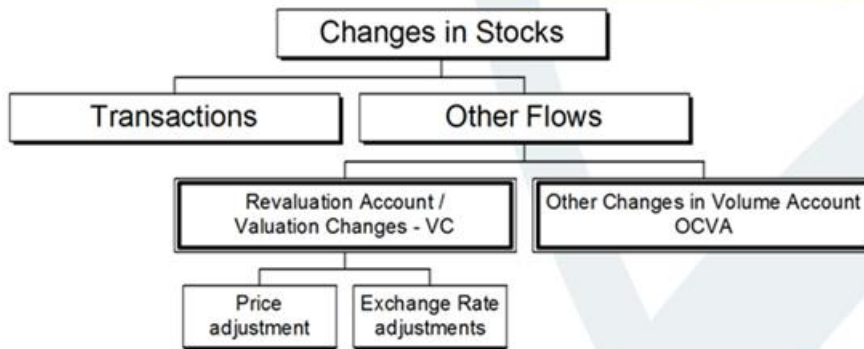 Changes in Stocks
Transactions
Other Flows
Revaluation Account /
Valuation Changes - VC
Other Changes in Volume Account
OCVA
Price
adjustment
Exchange Rate
adjustments